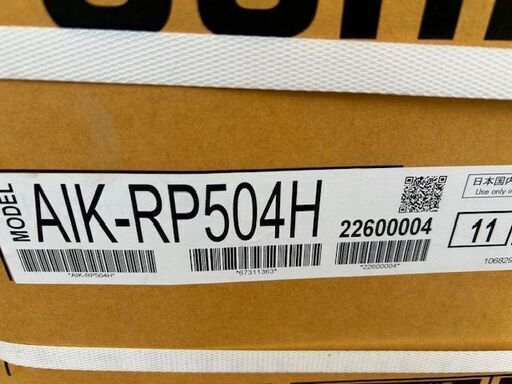 MODEL
AIK-RP504H
22600004
11
日本国内
Use only in
*AIK-RP504H*
*67311363*
*22600004*
106829